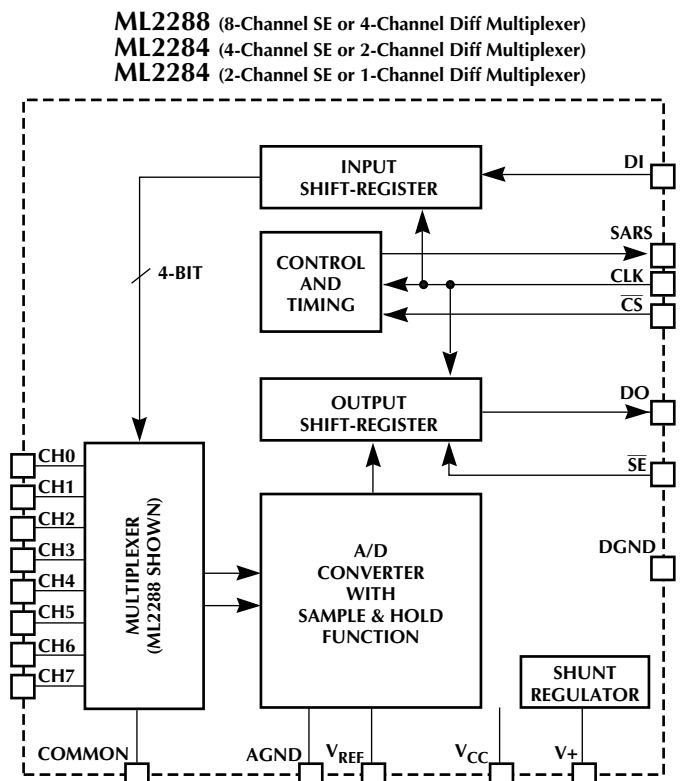 ML2288 (8-Channel SE or 4-Channel Diff Multiplexer)
ML2284 (4-Channel SE or 2-Channel Diff Multiplexer)
ML2284 (2-Channel SE or 1-Channel Diff Multiplexer)
INPUT
SHIFT-REGISTER
DI
4-BIT
CONTROL
AND
TIMING
SARS
CLK
CS
OUTPUT
SHIFT-REGISTER
DO
SE
CH0
CH1
CH2
CH3
CH4
CH5
CH6
CH7
MULTIPLEXER
(ML2288 SHOWN)
A/D
CONVERTER
WITH
SAMPLE & HOLD
FUNCTION
DGND
SHUNT
REGULATOR
COMMON
AGND
VREF
VCC
V+